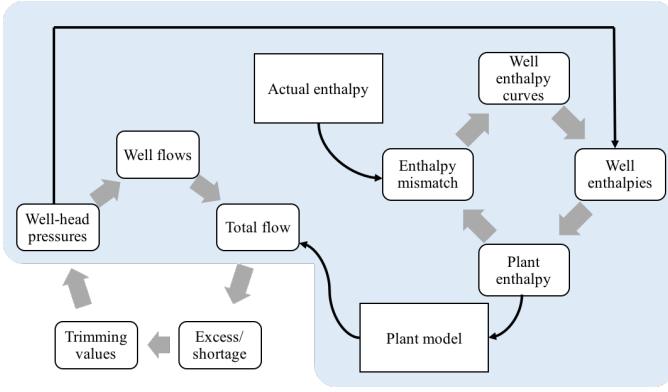 Well
enthalpy
curves
Actual enthalpy
Well flows
Enthalpy
mismatch
Well
enthalpies
Well-head
pressures
Total flow
Plant
enthalpy
Trimming
values
Excess/
shortage
Plant model